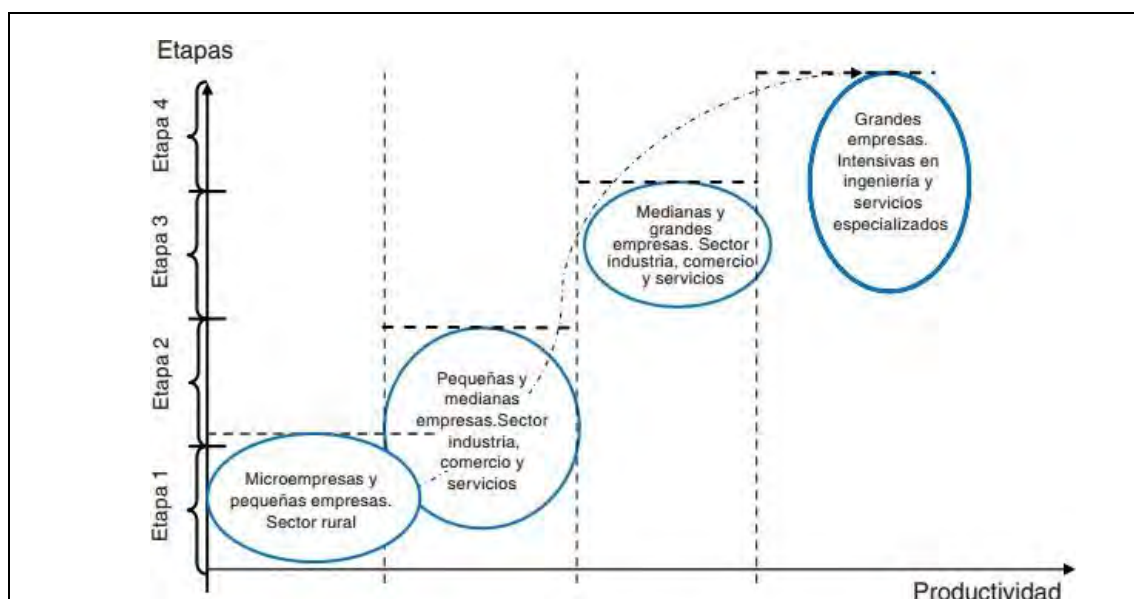 Etapas
Etapa 4
Etapa 3
Etapa 2
Etapa 1
Grandes
empresas.
Intensivas en
ingeniería y
servicios
especializados
Medianas y
grandes
empresas. Sector
industria, comercio
y servicios
Pequeñas y
medianas
empresas.Sector
industria,
comercio y
servicios
Microempresas y
pequeñas empresas.
Sector rural
Productividad